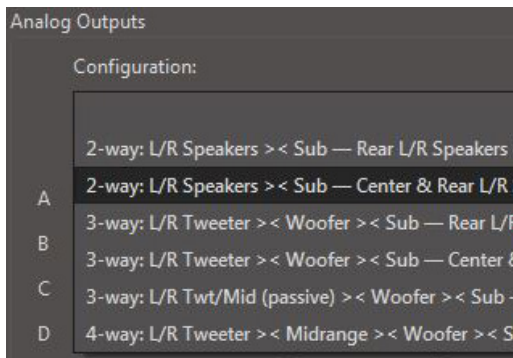 Analog Outputs
Configuration:
2-way: L/R Speakers >< Sub — Rear L/R Speakers
2-way: L/R Speakers >< Sub — Center & Rear L/R
A
3-way: L/R Tweeter >< Woofer >< Sub — Rear L/R
B
3-way: L/R Tweeter >< Woofer >< Sub — Center &
C
3-way: L/R Twt/Mid (passive) >< Woofer >< Sub -
D
4-way: L/R Tweeter >< Midrange >< Woofer >< S